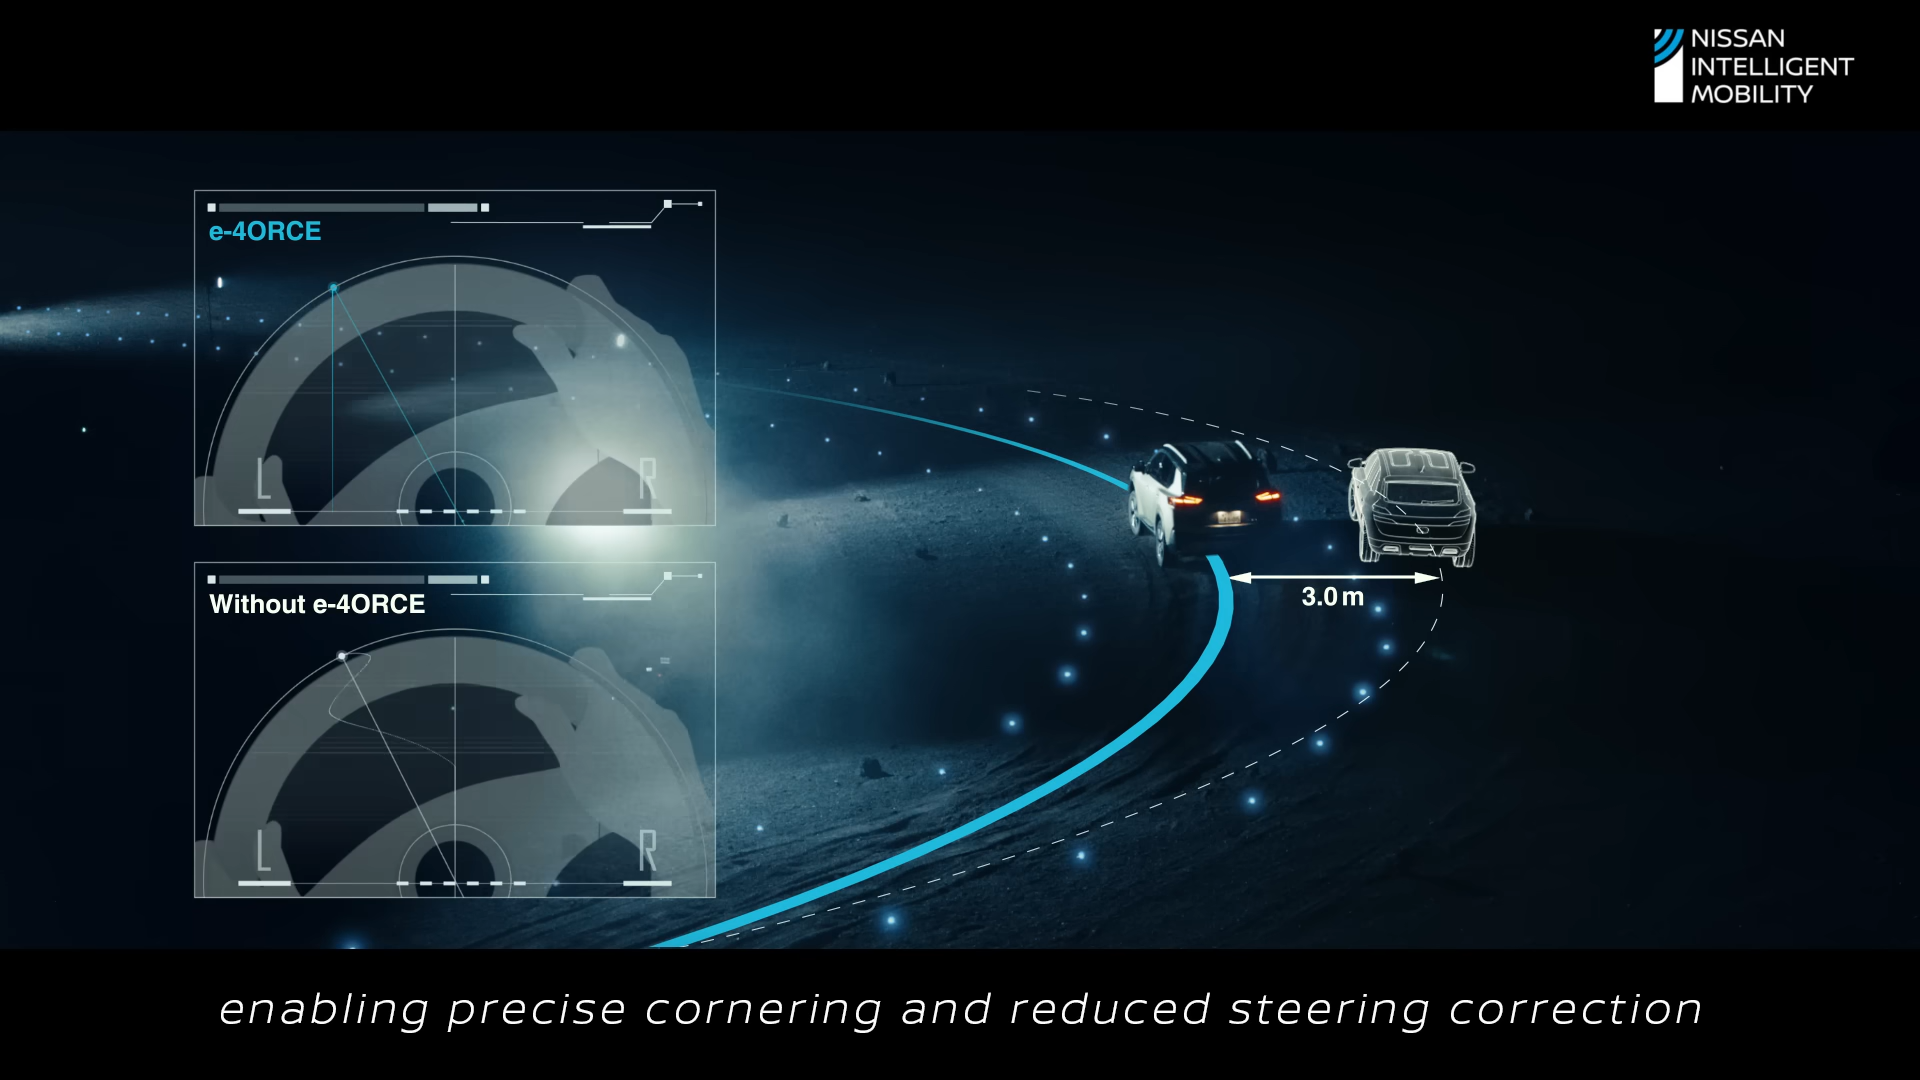 NISSAN
INTELLIGENT
MOBILITY
e-4ORCE
L
R
Without e-4ORCE
L
R
3.0 m
enabling precise cornering and reduced steering correction